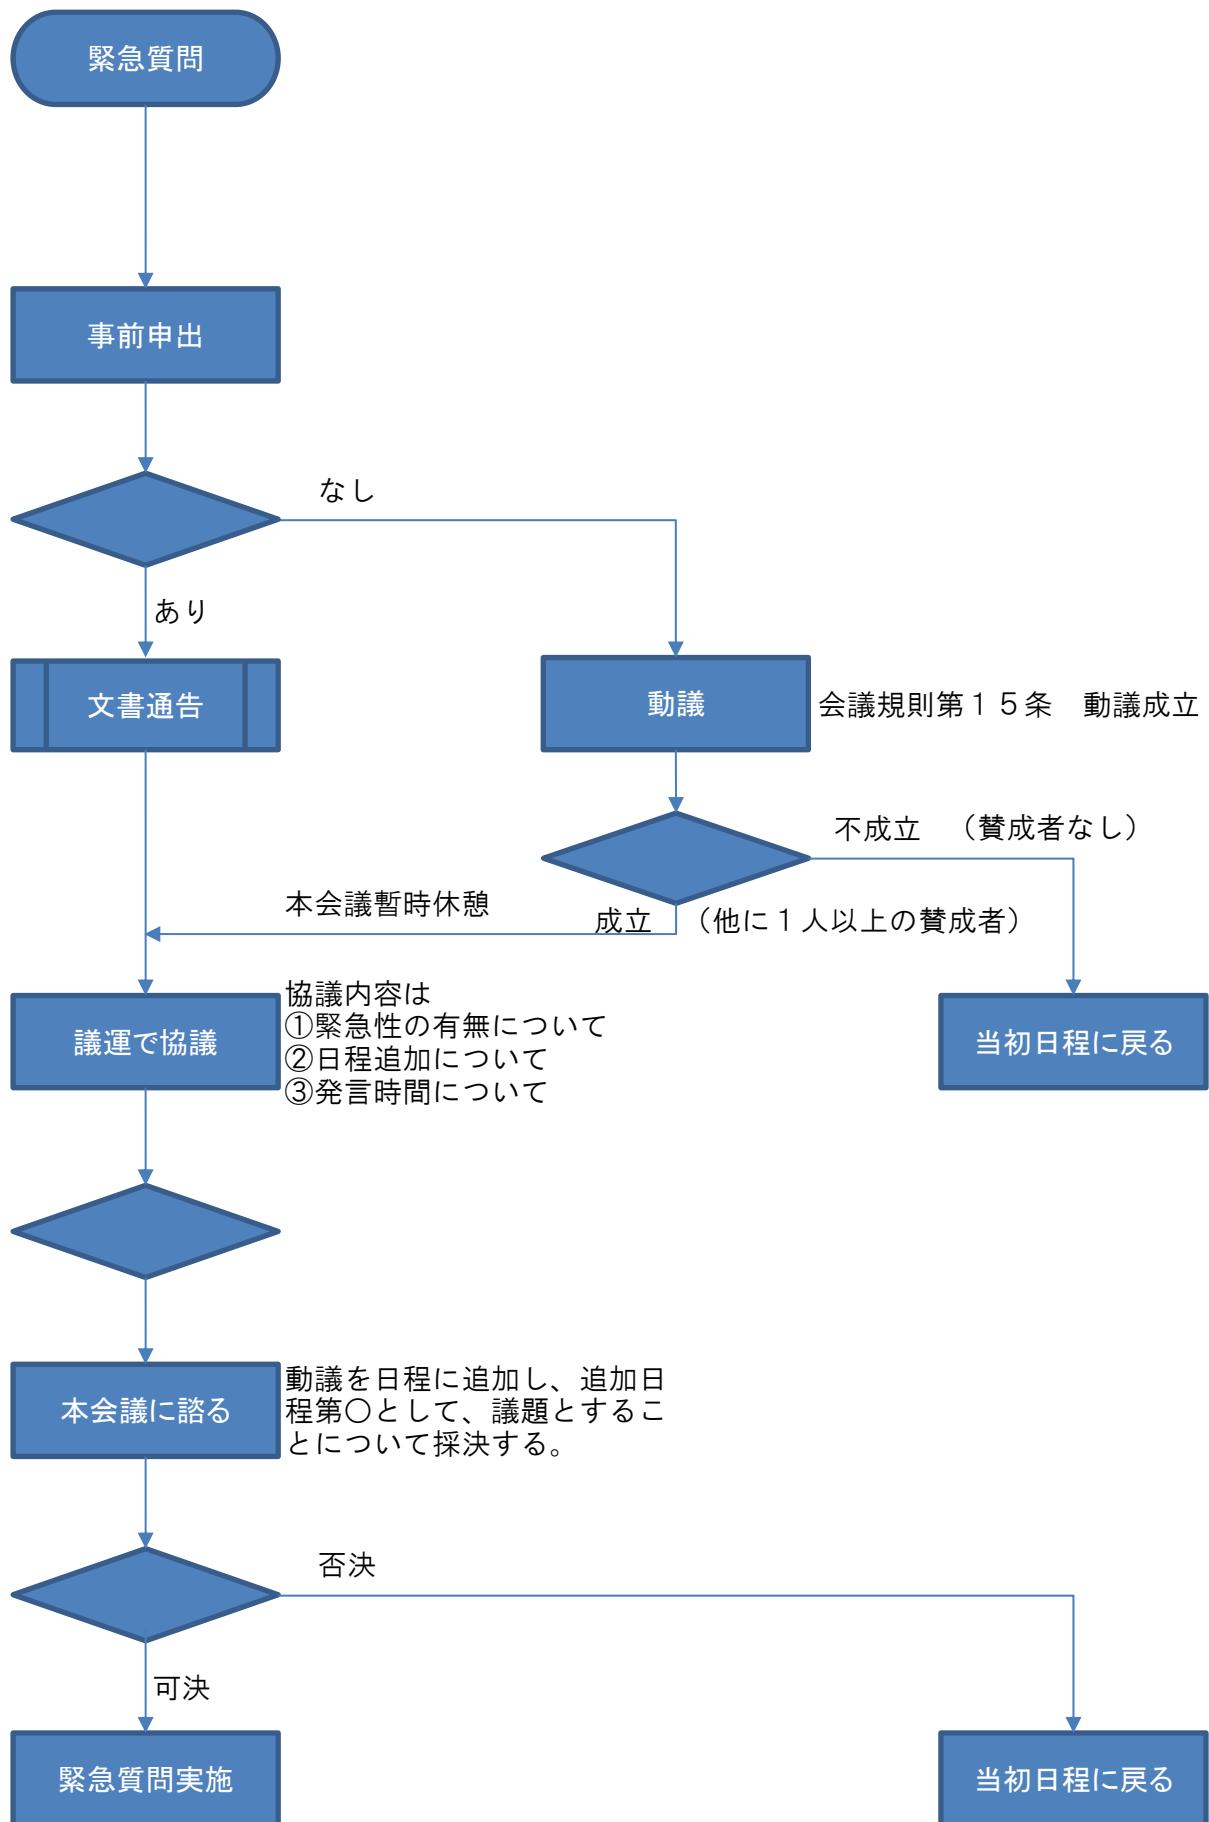 緊急質問
事前申出
なし
あり
文書通告
動議
会議規則第１５条　動議成立
不成立　（賛成者なし）
本会議暫時休憩
成立　（他に１人以上の賛成者）
議運で協議
協議内容は
①緊急性の有無について
②日程追加について
③発言時間について
当初日程に戻る
本会議に諮る
動議を日程に追加し、追加日
程第〇として、議題とするこ
とについて採決する。
否決
可決
緊急質問実施
当初日程に戻る